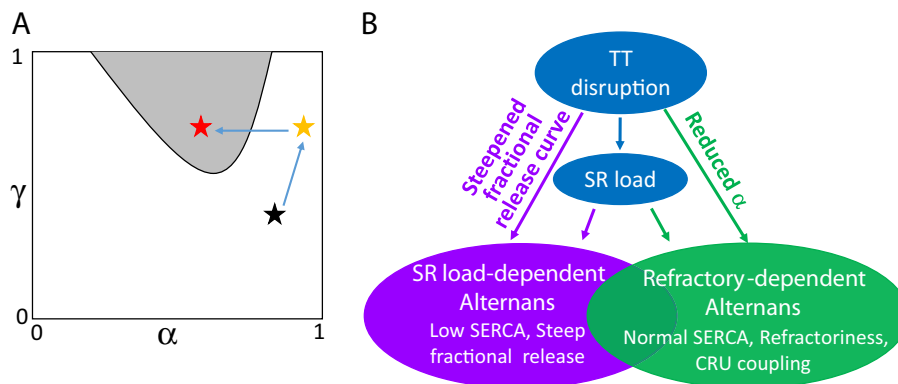 A
1
γ
0
0
α
1
B
TT
disruption
Steepened
fractional
release curve
Reduced α
SR load
SR load-dependent
Alternans
Low SERCA, Steep
fractional release
Refractory-dependent
Alternans
Normal SERCA, Refractoriness,
CRU coupling